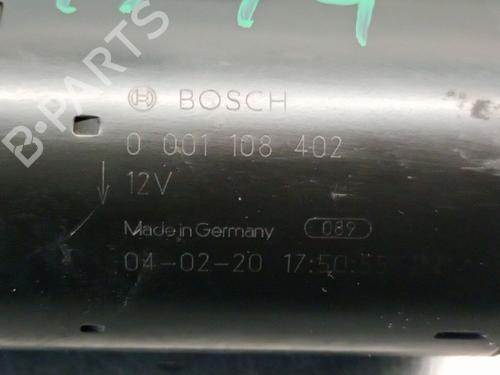 BOSCH
0 001 108 402
12V
Made in Germany 089
04-02-20 17:50:
B-PARTS